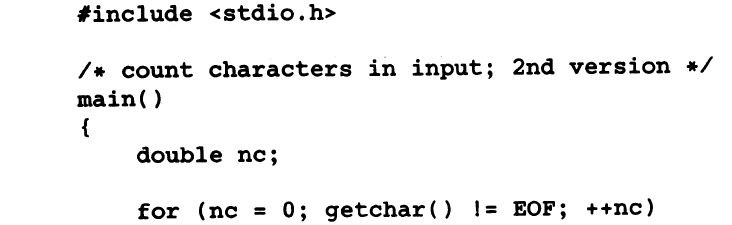 #include <stdio.h>
/* count characters in input; 2nd version */
main()
{
double nc;
for (nc = 0; getchar() != EOF; ++nc)